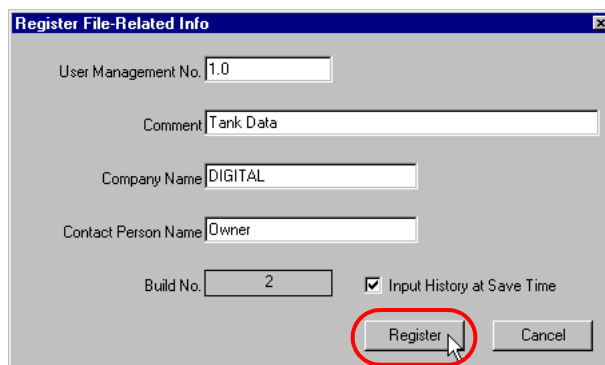 Register File-Related Info
User Management No. 1.0
Comment Tank Data
Company Name DIGITAL
Contact Person Name Owner
Build No. 2 Input History at Save Time
Register Cancel